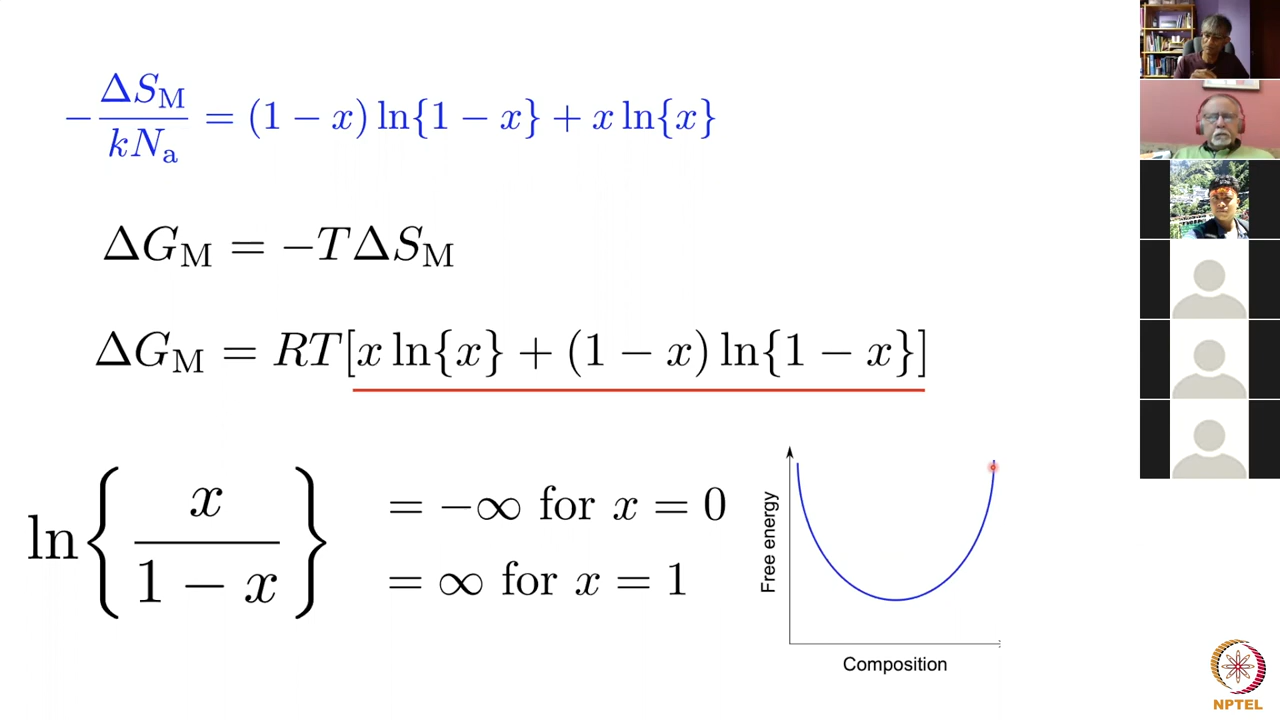 −ΔS_M/kN_a = (1 − x) ln{1 − x} + x ln{x}
ΔG_M = −TΔS_M
ΔG_M = RT[x ln{x} + (1 − x) ln{1 − x}]
ln{x/(1 − x)} = −∞ for x = 0
= ∞ for x = 1
Free energy
Composition
NPTEL